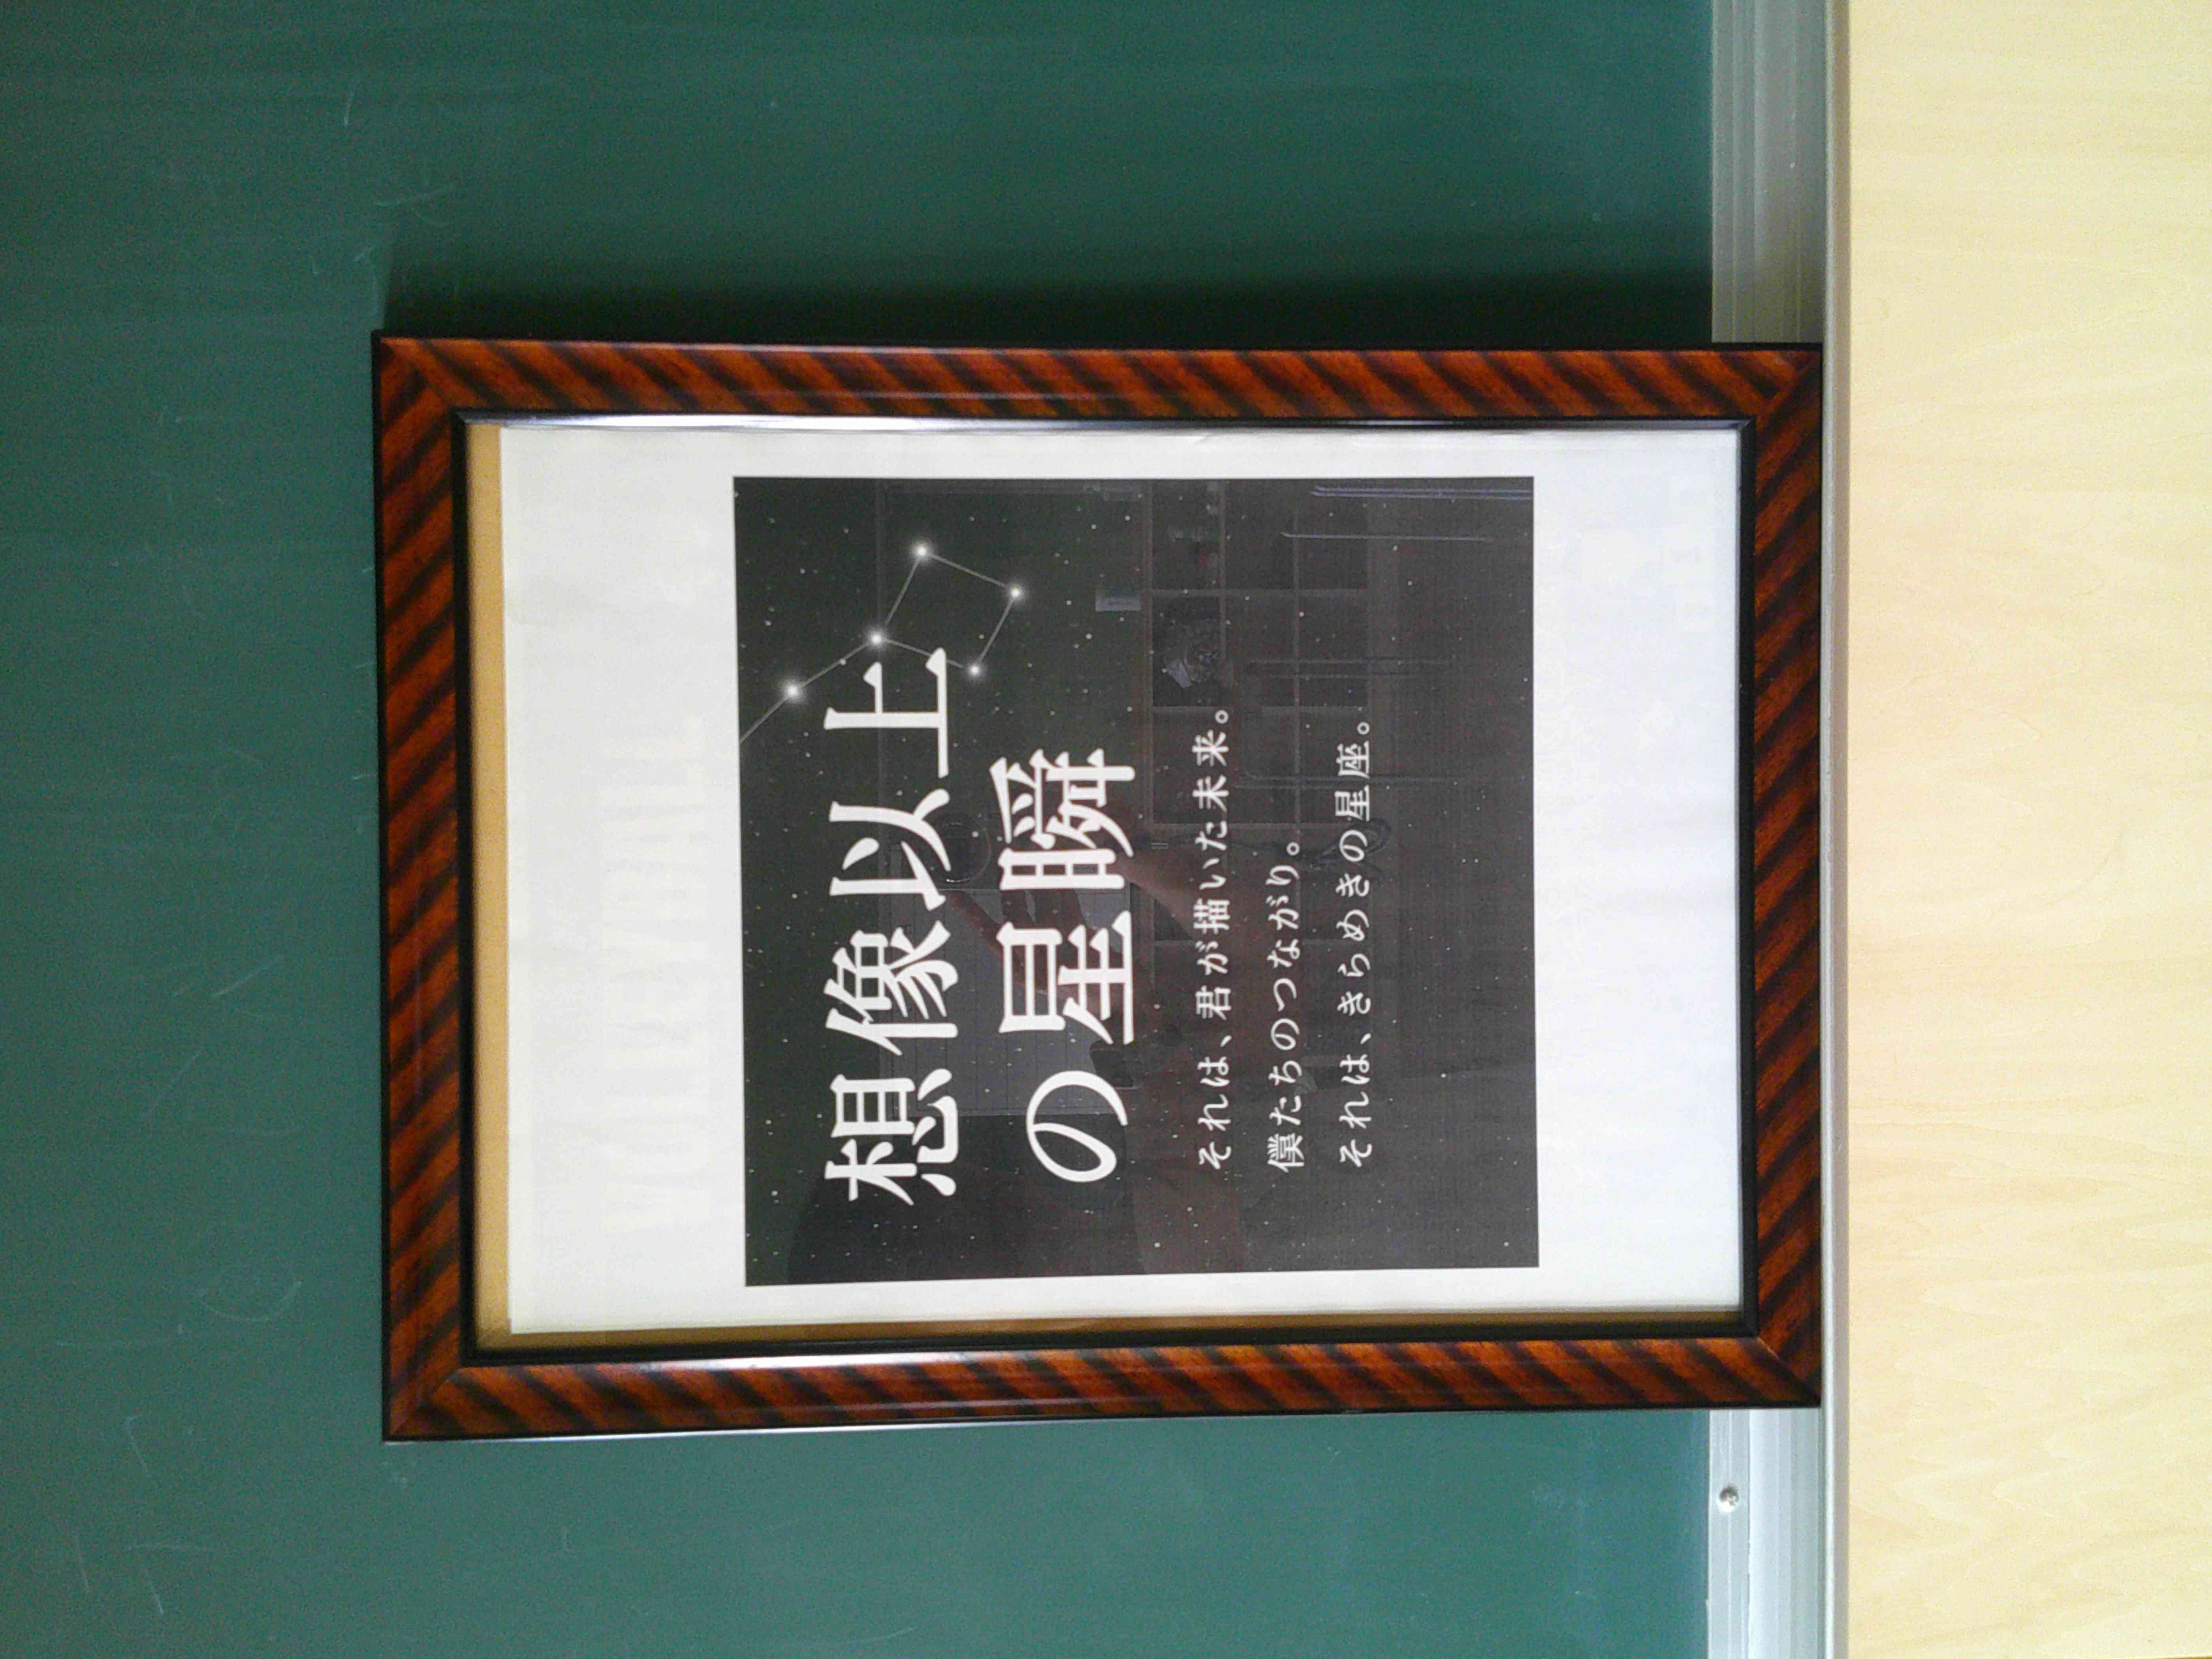 想像以上
の星瞬
それは、君が描いた未来。
僕たちのつながり。
それは、きらめきの星座。